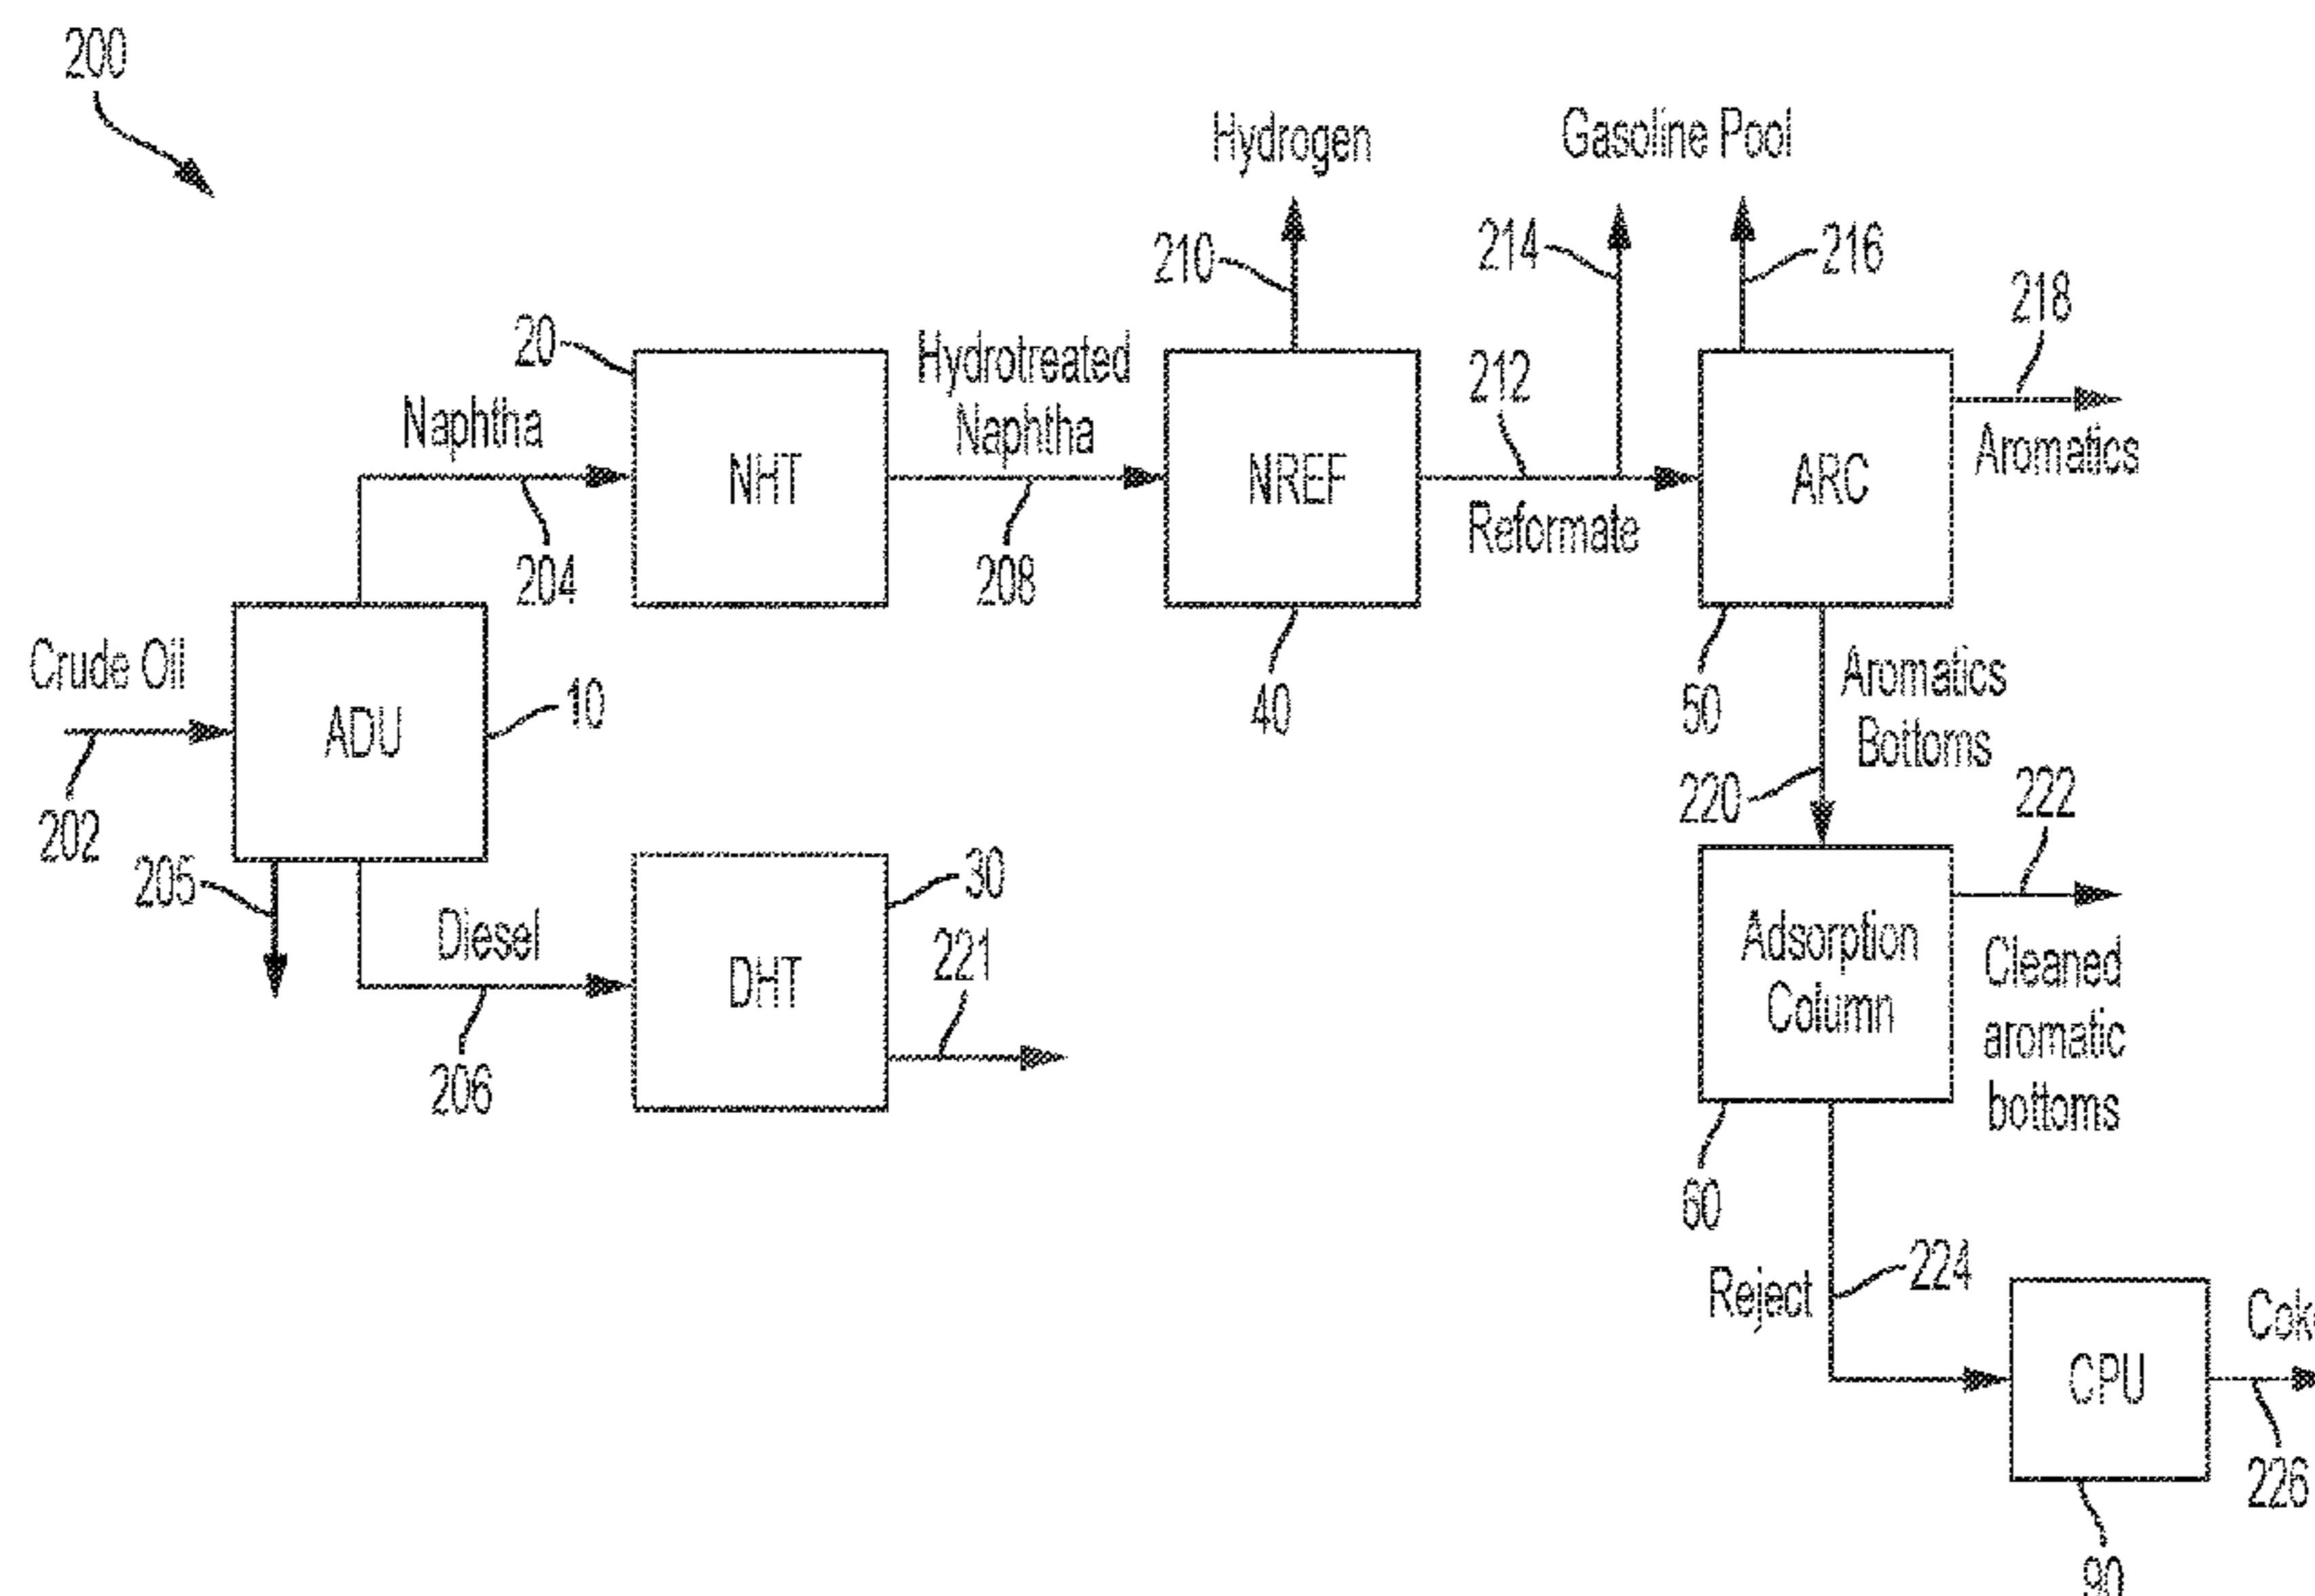 200
Hydrogen
Gasoline Pool
210
214
216
218
20
Hydrotreated
Naphtha
212
Naphtha
Aromatics
NHT
NREF
ARC
Reformate
204
208
Crude Oil
10
40
50
Aromatics
Bottoms
ADU
202
220
222
205
30
Diesel
221
Adsorption
Column
Cleaned
aromatic
bottoms
DHT
206
60
Reject
224
CPU
226
90